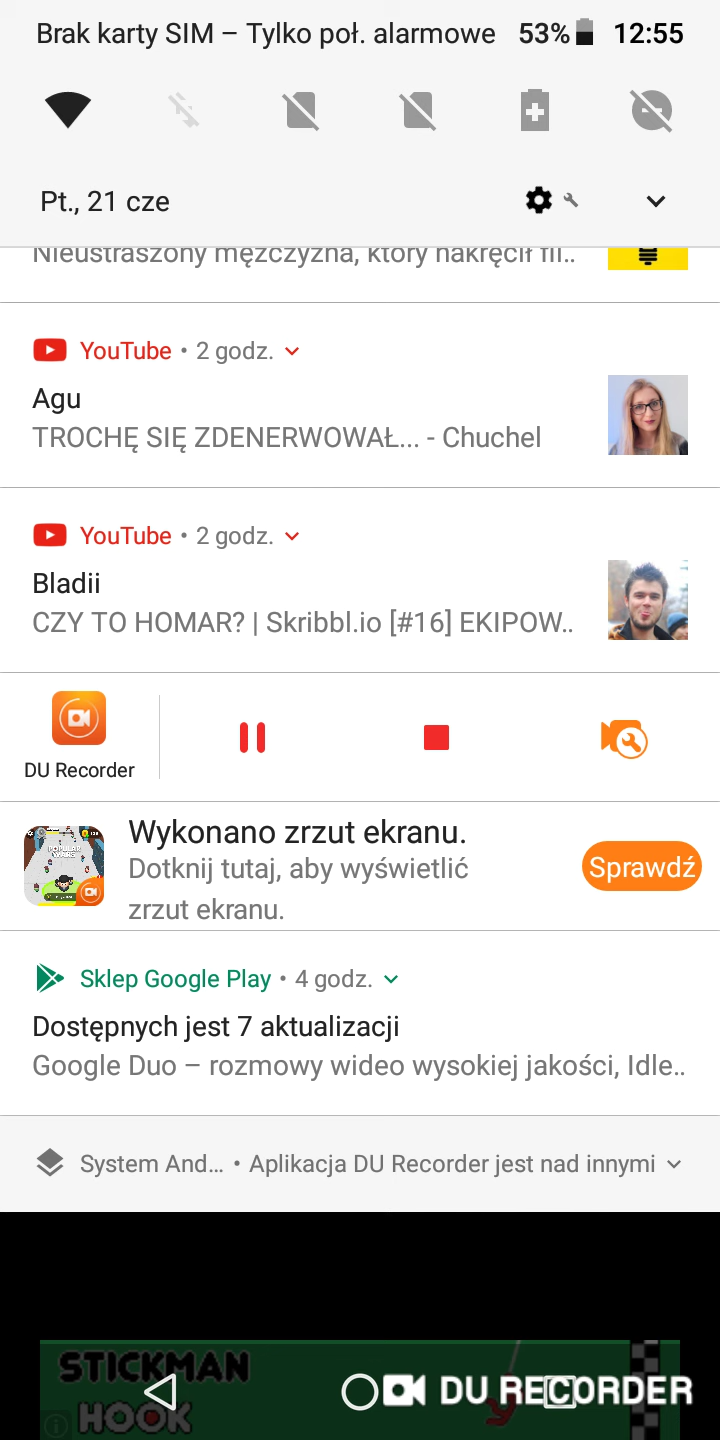 Brak karty SIM – Tylko poł. alarmowe 53% 12:55
Pt., 21 cze
Nieustraszony mężczyzna, który nakręcił fil..
YouTube • 2 godz.
Agu
TROCHĘ SIĘ ZDENERWOWAŁ... - Chuchel
YouTube • 2 godz.
Bladii
CZY TO HOMAR? | Skribbl.io [#16] EKIPOW..
DU Recorder
Wykonano zrzut ekranu.
Dotknij tutaj, aby wyświetlić
zrzut ekranu.
Sprawdź
POPULAR
WARS
Sklep Google Play • 4 godz.
Dostępnych jest 7 aktualizacji
Google Duo – rozmowy wideo wysokiej jakości, Idle..
System And... • Aplikacja DU Recorder jest nad innymi
STICKMAN
HOOK
DU RECORDER